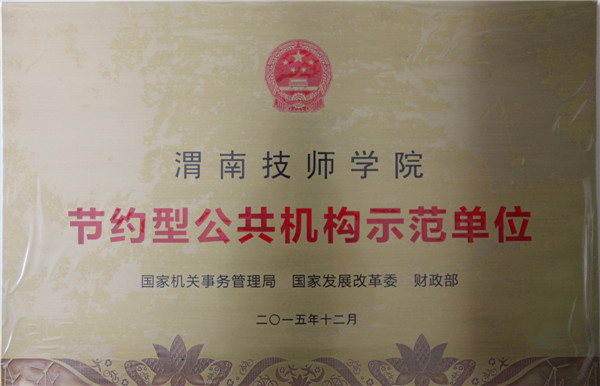 渭南技师学院
节约型公共机构示范单位
国家机关事务管理局 国家发展改革委 财政部
二〇一五年十二月